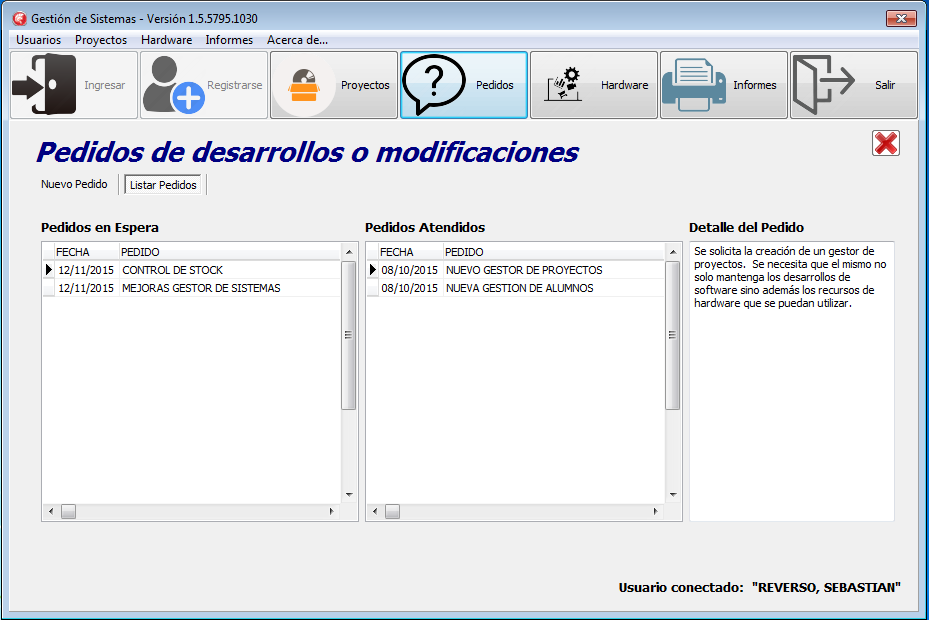 Gestión de Sistemas - Versión 1.5.5795.1030
Usuarios Proyectos Hardware Informes Acerca de...
Ingresar Registrarse Proyectos Pedidos Hardware Informes Salir
Pedidos de desarrollos o modificaciones
Nuevo Pedido Listar Pedidos
Pedidos en Espera
FECHA PEDIDO
12/11/2015 CONTROL DE STOCK
12/11/2015 MEJORAS GESTOR DE SISTEMAS
Pedidos Atendidos
FECHA PEDIDO
08/10/2015 NUEVO GESTOR DE PROYECTOS
08/10/2015 NUEVA GESTION DE ALUMNOS
Detalle del Pedido
Se solicita la creación de un gestor de
proyectos. Se necesita que el mismo no
solo mantenga los desarrollos de
software sino además los recursos de
hardware que se puedan utilizar.
Usuario conectado: "REVERSO, SEBASTIAN"